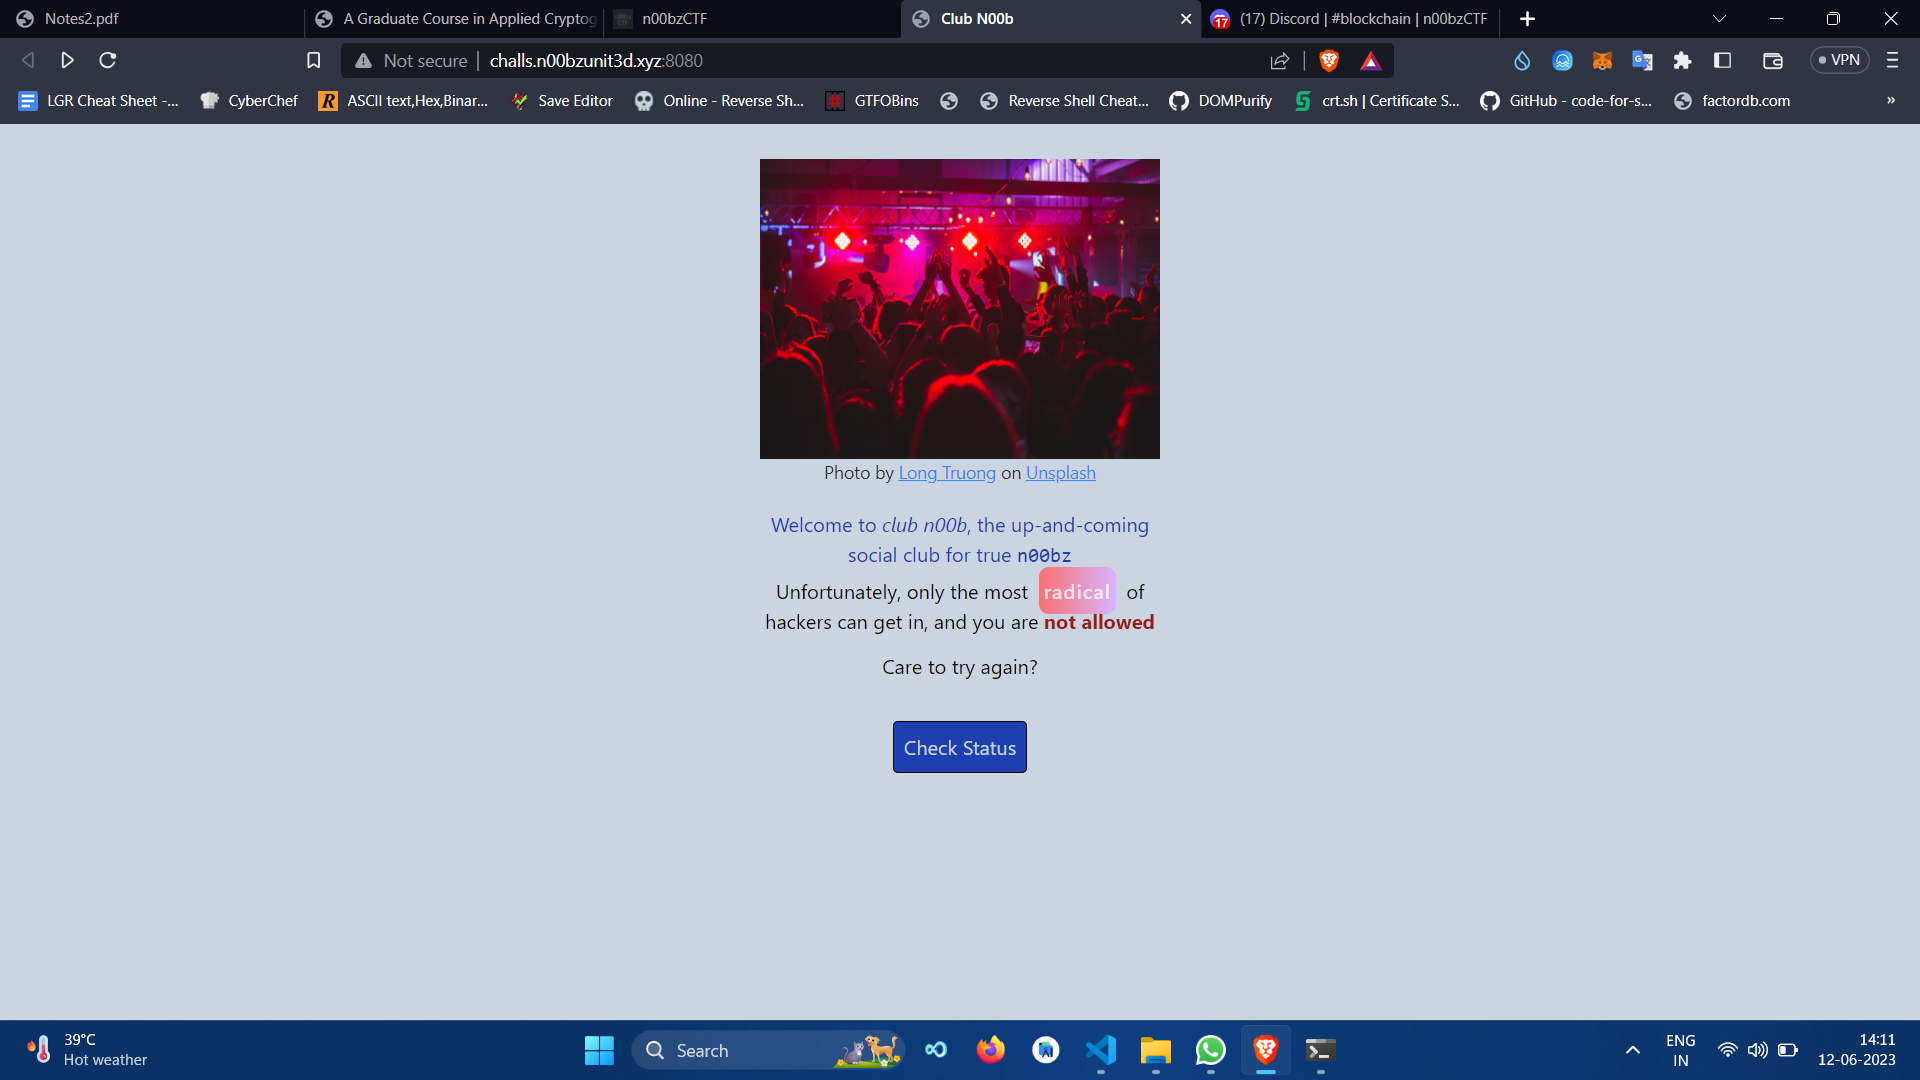 Notes2.pdf
A Graduate Course in Applied Cryptog
n00bzCTF
Club N00b
(17) Discord | #blockchain | n00bzCTF
Not secure | challs.n00bzunit3d.xyz:8080
VPN
LGR Cheat Sheet -...
CyberChef
ASCII text,Hex,Binar...
Save Editor
Online - Reverse Sh...
GTFOBins
Reverse Shell Cheat...
DOMPurify
crt.sh | Certificate S...
GitHub - code-for-s...
factordb.com
»
Photo by Long Truong on Unsplash
Welcome to club n00b, the up-and-coming
social club for true n00bz
Unfortunately, only the most radical of
hackers can get in, and you are not allowed
Care to try again?
Check Status
39°C
Hot weather
Search
ENG
IN
14:11
12-06-2023